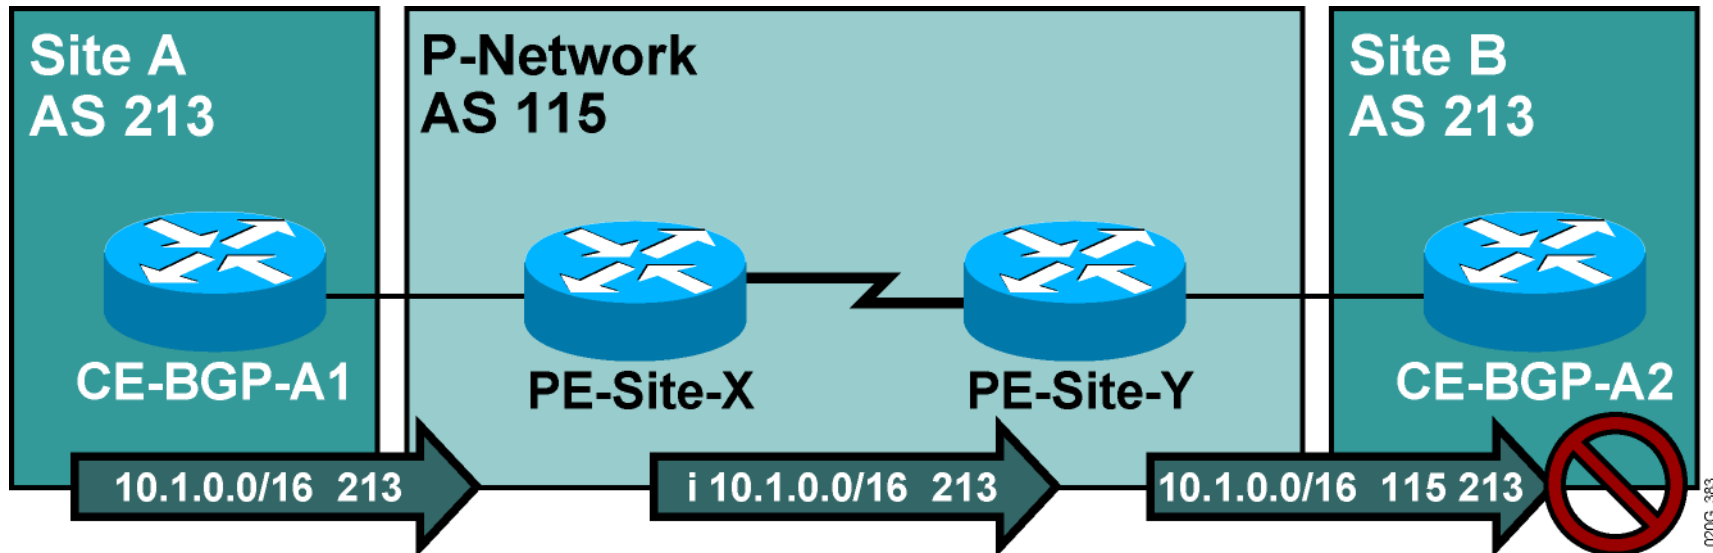 Site A
AS 213
P-Network
AS 115
Site B
AS 213
CE-BGP-A1
PE-Site-X
PE-Site-Y
CE-BGP-A2
10.1.0.0/16 213
i 10.1.0.0/16 213
10.1.0.0/16 115 213
020G_383